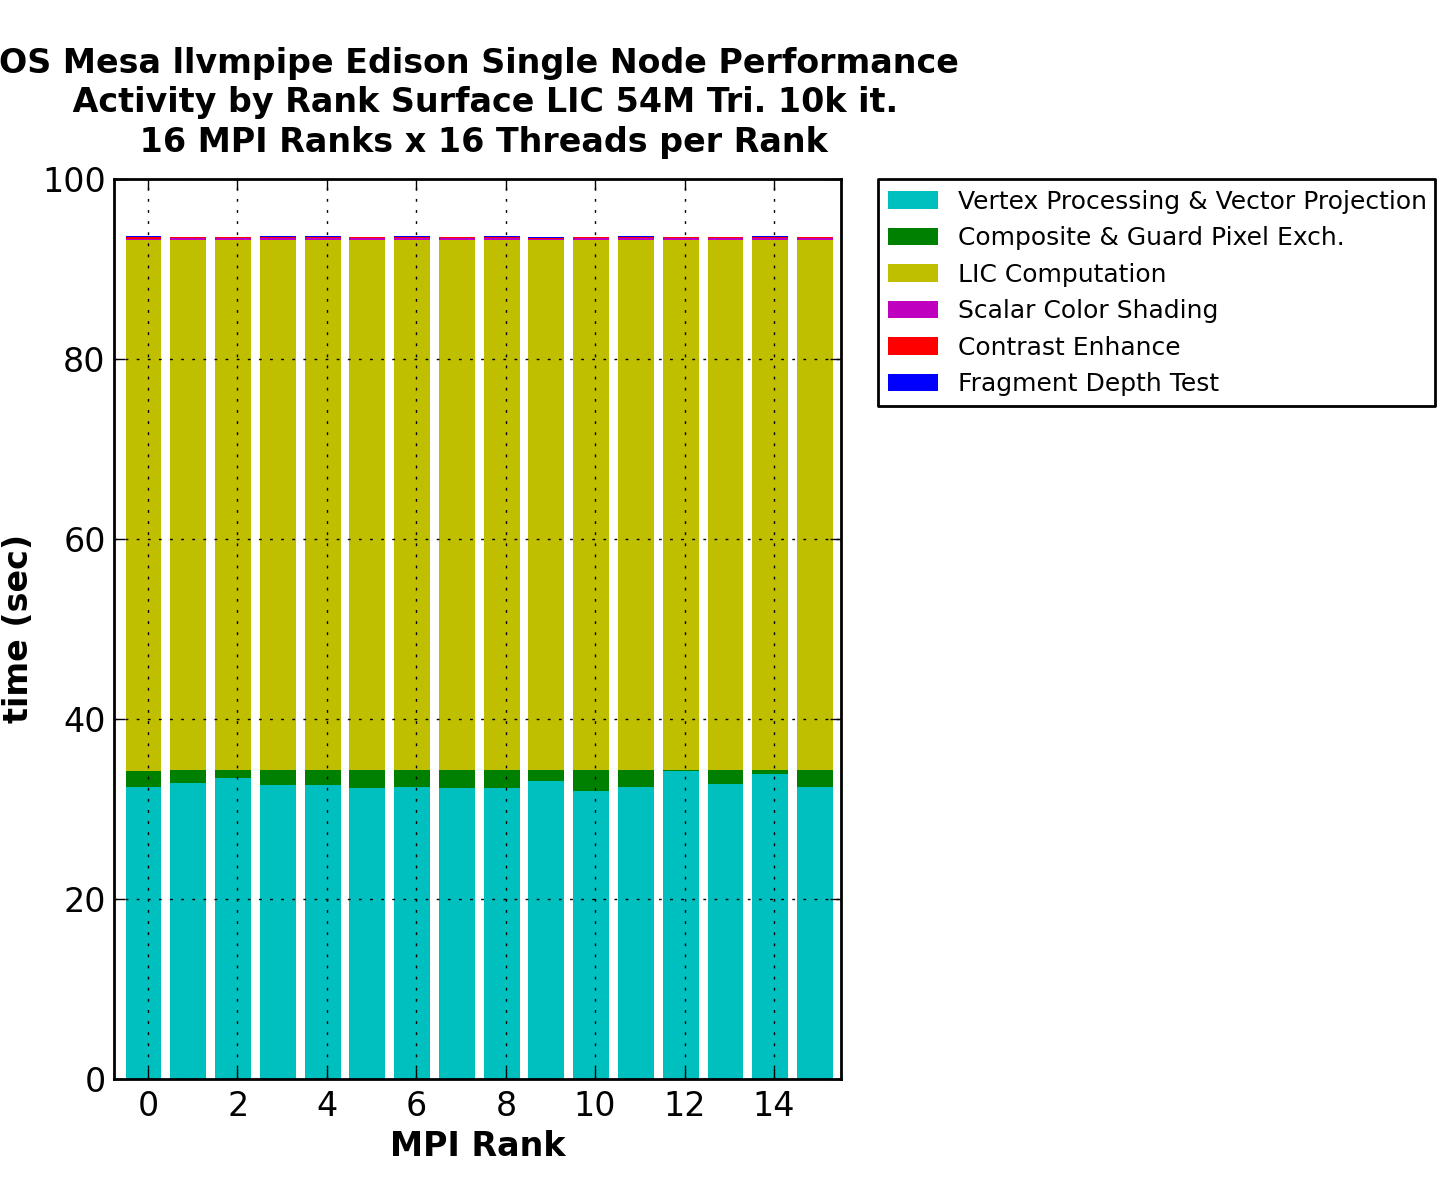 OS Mesa llvmpipe Edison Single Node Performance
Activity by Rank Surface LIC 54M Tri. 10k it.
16 MPI Ranks x 16 Threads per Rank
100
80
60
40
20
0
time (sec)
0 2 4 6 8 10 12 14
MPI Rank
Vertex Processing & Vector Projection
Composite & Guard Pixel Exch.
LIC Computation
Scalar Color Shading
Contrast Enhance
Fragment Depth Test